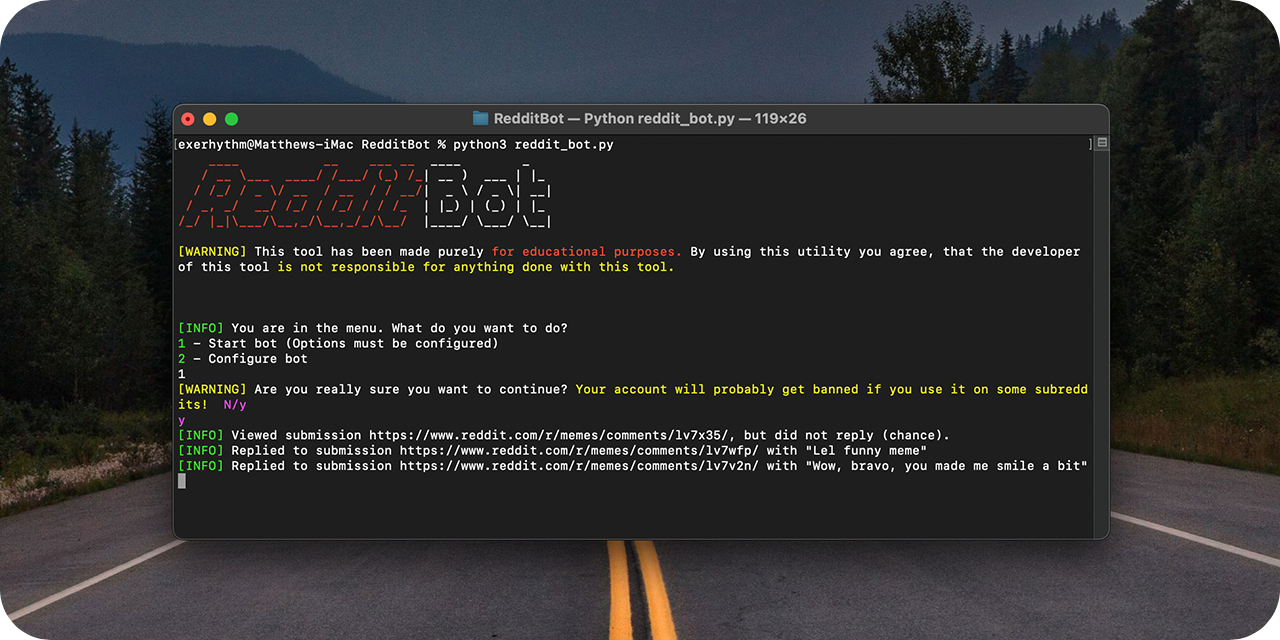 RedditBot — Python reddit_bot.py — 119×26
[exerhythm@Matthews-iMac RedditBot % python3 reddit_bot.py ]
RedditBot
[WARNING] This tool has been made purely for educational purposes. By using this utility you agree, that the developer
of this tool is not responsible for anything done with this tool.
[INFO] You are in the menu. What do you want to do?
1 – Start bot (Options must be configured)
2 – Configure bot
1
[WARNING] Are you really sure you want to continue? Your account will probably get banned if you use it on some subredd
its!  N/y
y
[INFO] Viewed submission https://www.reddit.com/r/memes/comments/lv7x35/, but did not reply (chance).
[INFO] Replied to submission https://www.reddit.com/r/memes/comments/lv7wfp/ with "Lel funny meme"
[INFO] Replied to submission https://www.reddit.com/r/memes/comments/lv7v2n/ with "Wow, bravo, you made me smile a bit"